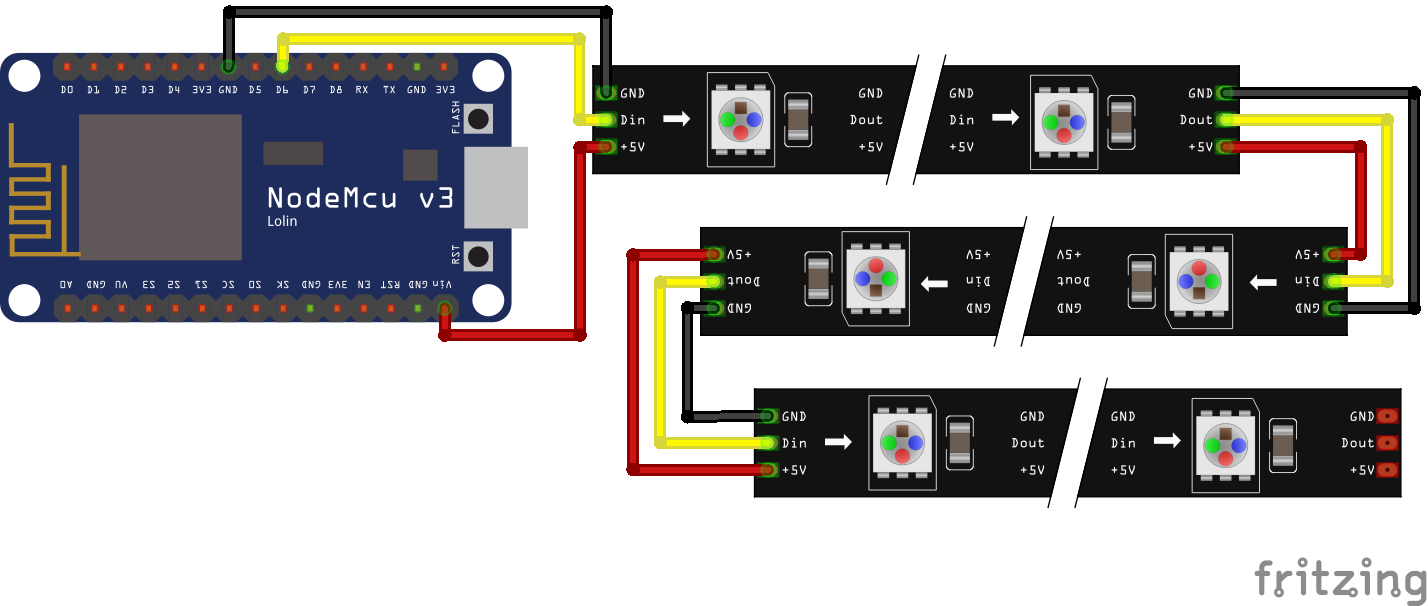 D0 D1 D2 D3 D4 3V3 GND D5 D6 D7 D8 RX TX GND 3V3
FLASH
NodeMcu v3
Lolin
RST
A0 GND VU S3 S2 S1 SC S0 SK GND 3V3 EN RST GND Vin
GND GND GND GND
Din Dout Din Dout
+5V +5V +5V +5V
+5V +5V +5V +5V
Dout Din Dout Din
GND GND GND GND
GND GND GND GND
Din Dout Din Dout
+5V +5V +5V +5V
fritzing